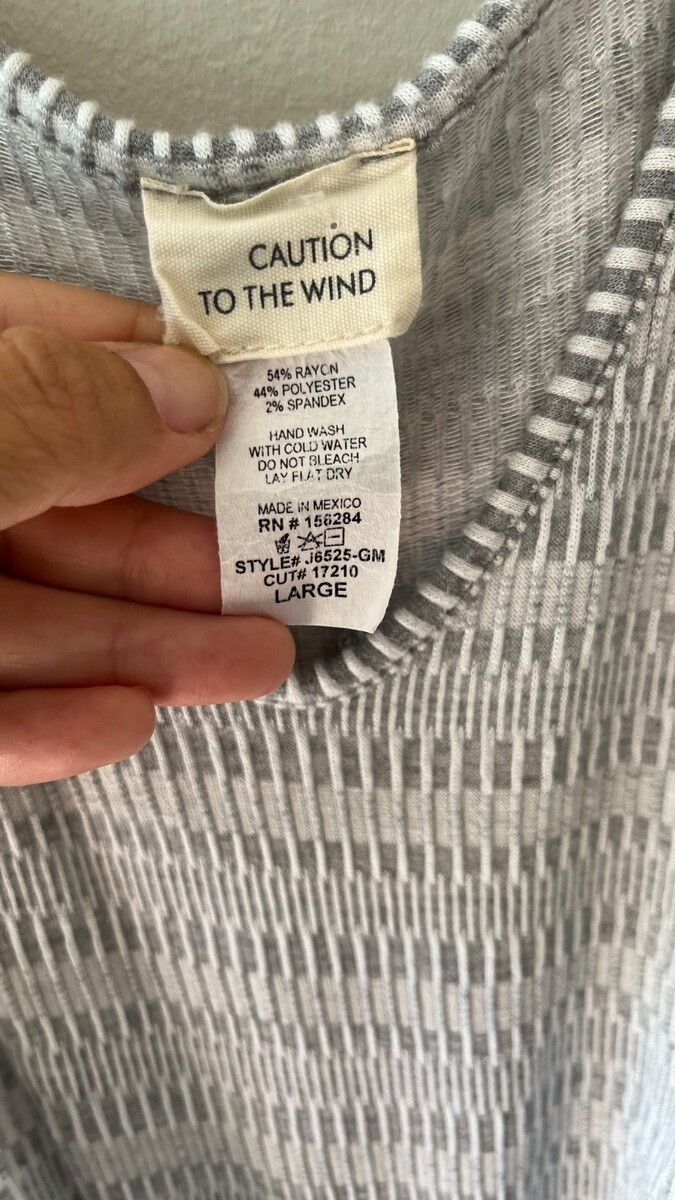 CAUTION
TO THE WIND
54% RAYON
44% POLYESTER
2% SPANDEX
HAND WASH
WITH COLD WATER
DO NOT BLEACH
LAY FLAT DRY
MADE IN MEXICO
RN # 156284
STYLE# J6525-GM
CUT# 17210
LARGE